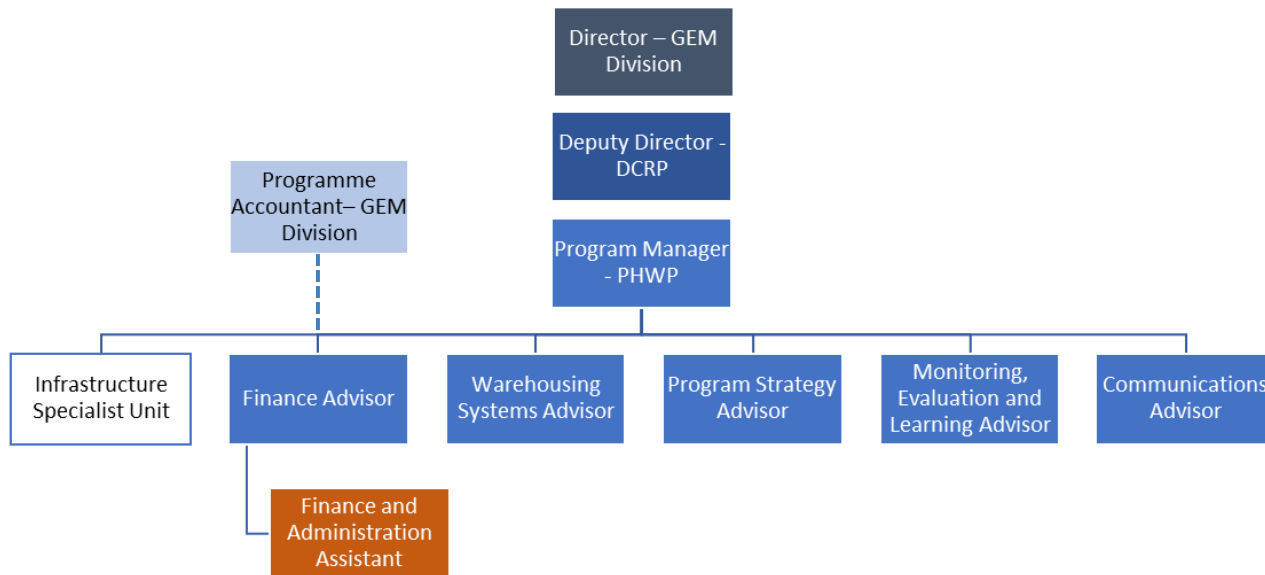 Director – GEM
Division
Deputy Director -
DCRP
Programme
Accountant– GEM
Division
Program Manager
- PHWP
Infrastructure
Specialist Unit
Finance Advisor
Warehousing
Systems Advisor
Program Strategy
Advisor
Monitoring,
Evaluation and
Learning Advisor
Communications
Advisor
Finance and
Administration
Assistant